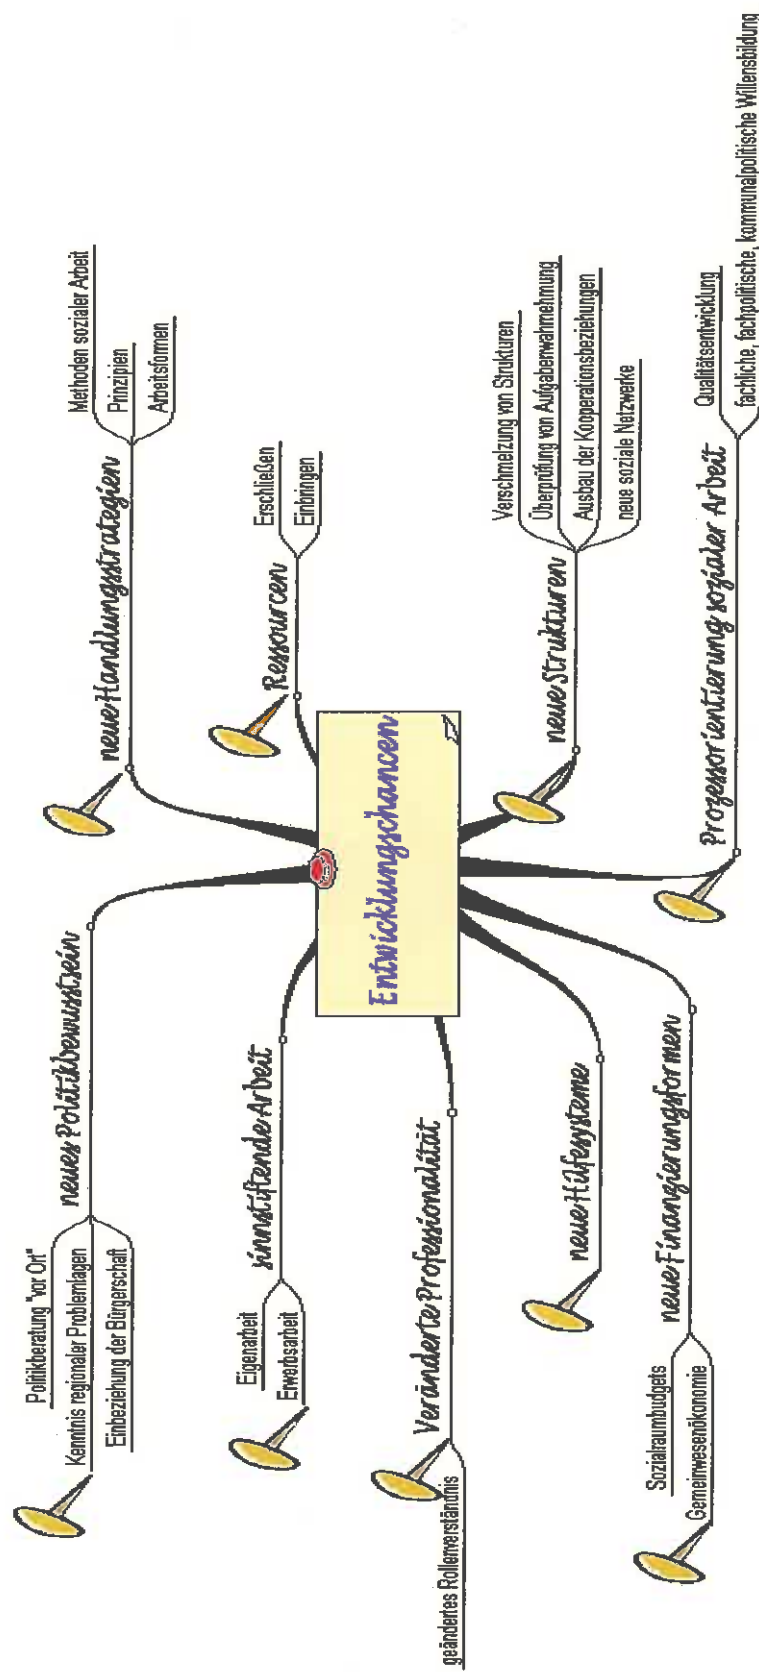 Entwicklungschancen
neue Handlungsstrategien
Methoden sozialer Arbeit
Prinzipien
Arbeitsformen
Ressourcen
Erschließen
Einbringen
neue Strukturen
Verschmelzung von Strukturen
Überprüfung von Aufgabenwahrnehmung
Ausbau der Kooperationsbeziehungen
neue soziale Netzwerke
Prozessorientierung sozialer Arbeit
Qualitätsentwicklung
fachliche, fachpolitische, kommunalpolitische Willensbildung
neues Politikbewusstsein
Politikberatung "vor Ort"
Kenntnis regionaler Problemlagen
Einbeziehung der Bürgerschaft
sinnstiftende Arbeit
Eigenarbeit
Erwerbsarbeit
Veränderte Professionalität
geändertes Rollenverständnis
neue Hilfesysteme
neue Finanzierungsformen
Sozialraumbudgets
Gemeinwesenökonomie